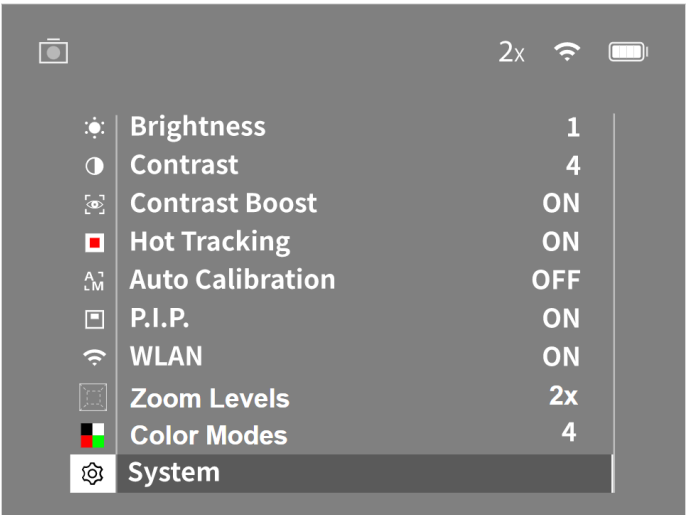 2x
Brightness 1
Contrast 4
Contrast Boost ON
Hot Tracking ON
A M Auto Calibration OFF
P.I.P. ON
WLAN ON
Zoom Levels 2x
Color Modes 4
System